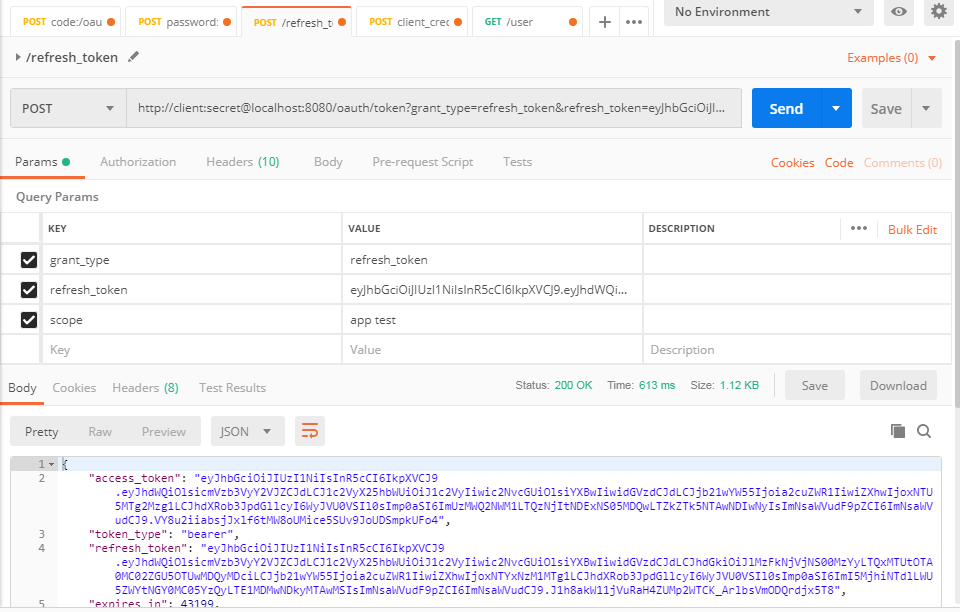 POST code:/oau
POST password:
POST /refresh_t
POST client_crec
GET /user
+ •••
No Environment
/refresh_token
Examples (0)
POST
http://client:secret@localhost:8080/oauth/token?grant_type=refresh_token&refresh_token=eyJhbGciOiJI...
Send
Save
Params
Authorization
Headers (10)
Body
Pre-request Script
Tests
Cookies
Code
Comments (0)
Query Params
KEY VALUE DESCRIPTION ••• Bulk Edit
grant_type refresh_token
refresh_token eyJhbGciOiJIUzI1NiIsInR5cCI6IkpXVCJ9.eyJhdWQi...
scope app test
Key Value Description
Body Cookies Headers (8) Test Results Status: 200 OK Time: 613 ms Size: 1.12 KB Save Download
Pretty Raw Preview JSON
1 {
2 "access_token": "eyJhbGciOiJIUzI1NiIsInR5cCI6IkpXVCJ9
3 "token_type": "bearer",
4 "refresh_token": "eyJhbGciOiJIUzI1NiIsInR5cCI6IkpXVCJ9
5 "expires_in": 43199,